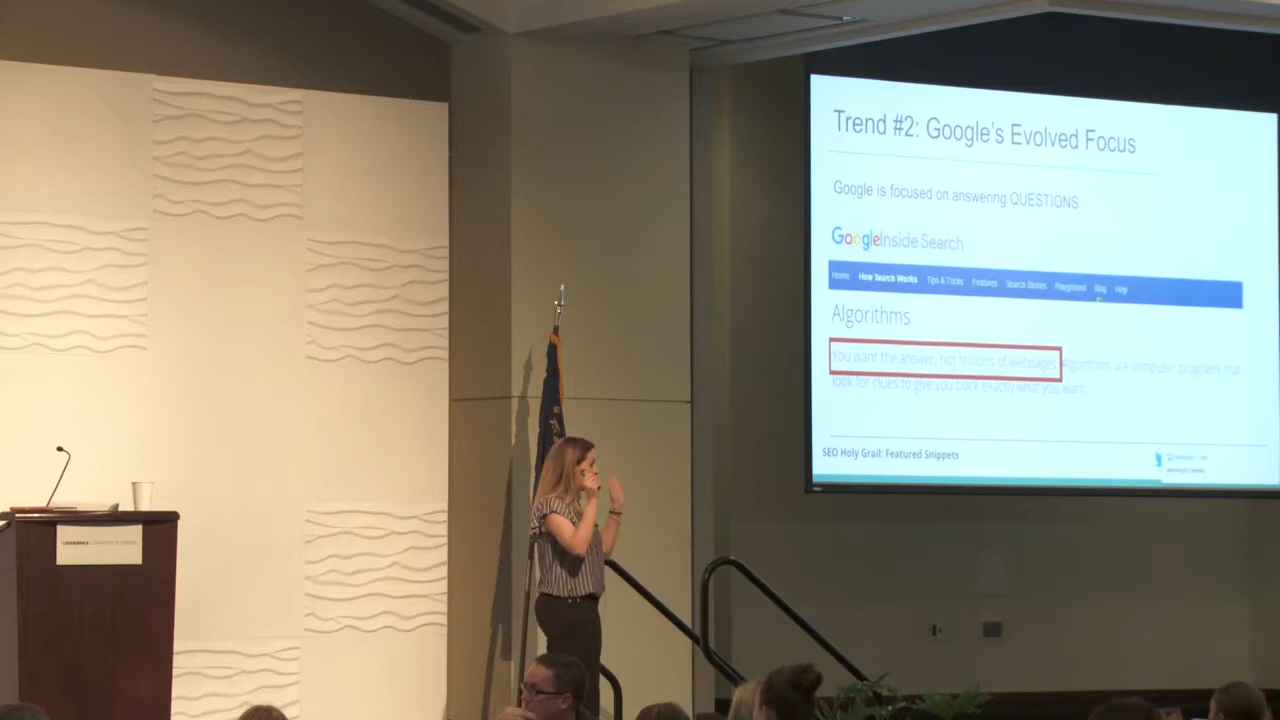 Trend #2: Google's Evolved Focus
Google is focused on answering QUESTIONS
GoogleInside Search
Home How Search Works Tips & Tricks Features Search Stories Playground Blog Help
Algorithms
You want the answer, not trillions of webpages. Algorithms are computer programs that
look for clues to give you back exactly what you want.
SEO Holy Grail: Featured Snippets